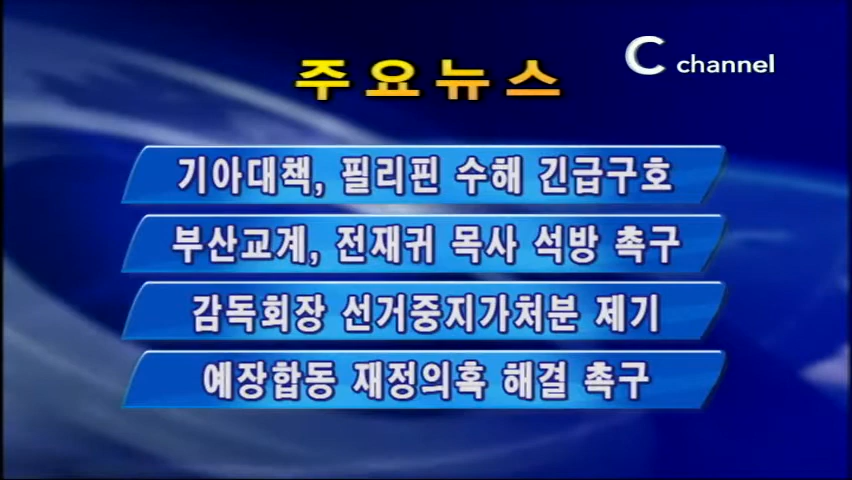 주요뉴스
C channel
기아대책, 필리핀 수해 긴급구호
부산교계, 전재귀 목사 석방 촉구
감독회장 선거중지가처분 제기
예장합동 재정의혹 해결 촉구